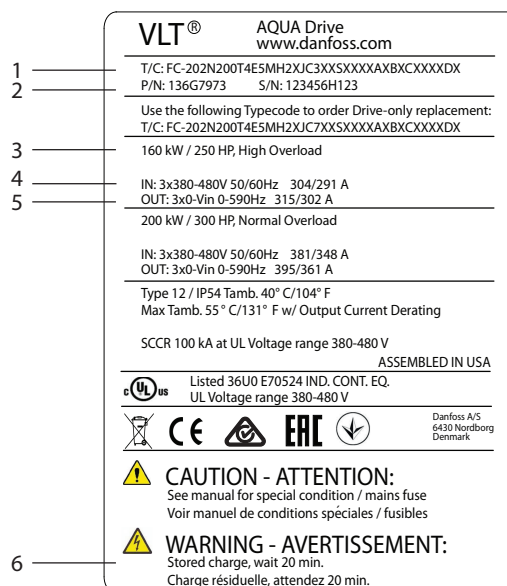 VLT® AQUA Drive
www.danfoss.com
1 T/C: FC-202N200T4E5MH2XJC3XXSXXXXAXBXCXXXXDX
2 P/N: 136G7973 S/N: 123456H123
Use the following Typecode to order Drive-only replacement:
T/C: FC-202N200T4E5MH2XJC7XXSXXXXAXBXCXXXXDX
3 160 kW / 250 HP, High Overload
4 IN: 3x380-480V 50/60Hz 304/291 A
5 OUT: 3x0-Vin 0-590Hz 315/302 A
200 kW / 300 HP, Normal Overload
IN: 3x380-480V 50/60Hz 381/348 A
OUT: 3x0-Vin 0-590Hz 395/361 A
Type 12 / IP54 Tamb. 40° C/104° F
Max Tamb. 55° C/131° F w/ Output Current Derating
SCCR 100 kA at UL Voltage range 380-480 V
ASSEMBLED IN USA
c UL us Listed 36U0 E70524 IND. CONT. EQ.
UL Voltage range 380-480 V
CE EAC
Danfoss A/S
6430 Nordborg
Denmark
CAUTION - ATTENTION:
See manual for special condition / mains fuse
Voir manuel de conditions spéciales / fusibles
WARNING - AVERTISSEMENT:
6 Stored charge, wait 20 min.
Charge résiduelle, attendez 20 min.